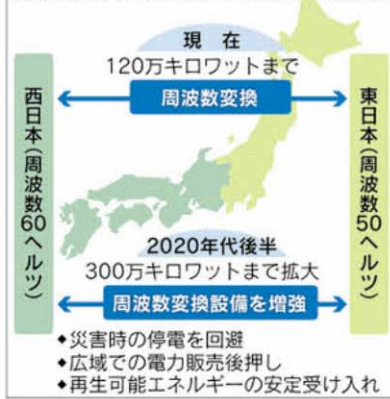 現在
120万キロワットまで
周波数変換
西日本(周波数60ヘルツ)
東日本(周波数50ヘルツ)
2020年代後半
300万キロワットまで拡大
周波数変換設備を増強
◆災害時の停電を回避
◆広域での電力販売後押し
◆再生可能エネルギーの安定受け入れ